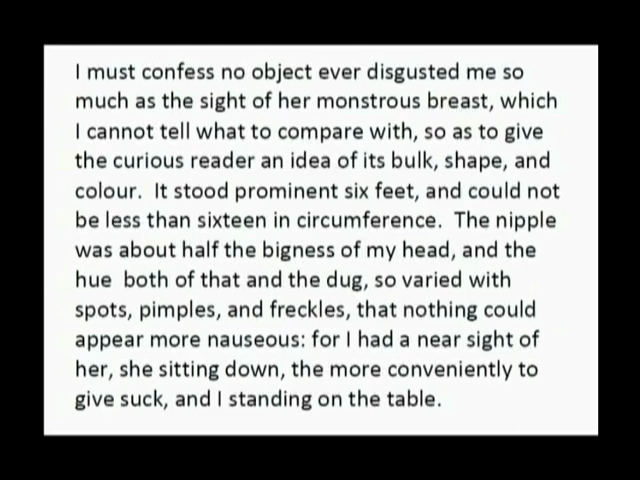 I must confess no object ever disgusted me so
much as the sight of her monstrous breast, which
I cannot tell what to compare with, so as to give
the curious reader an idea of its bulk, shape, and
colour.  It stood prominent six feet, and could not
be less than sixteen in circumference.  The nipple
was about half the bigness of my head, and the
hue  both of that and the dug, so varied with
spots, pimples, and freckles, that nothing could
appear more nauseous: for I had a near sight of
her, she sitting down, the more conveniently to
give suck, and I standing on the table.